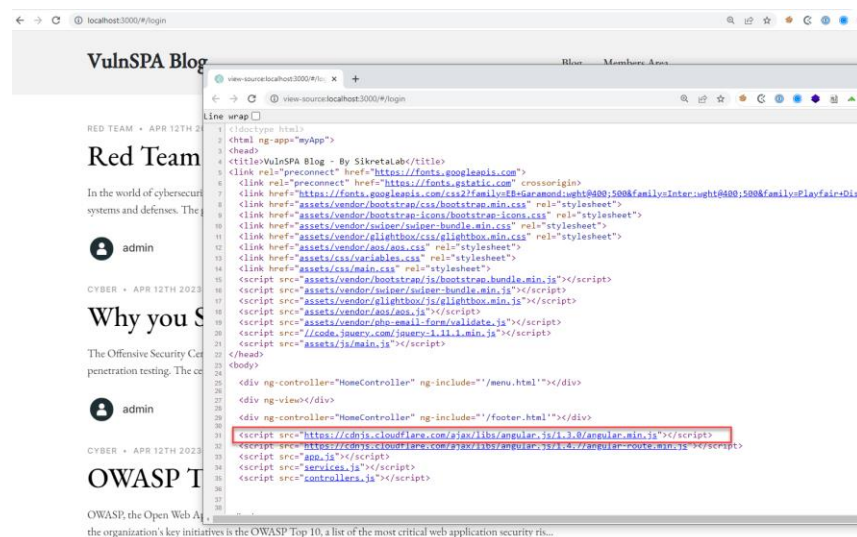 localhost:3000/#/login
VulnSPA Blog
Blog Members Area
view-source:localhost:3000/#/lo
view-source:localhost:3000/#/login
Line wrap
RED TEAM • APR 12TH 2
Red Team
In the world of cybersecuri
systems and defenses. The
admin
CYBER • APR 12TH 2023
Why you S
The Offensive Security Cer
penetration testing. The ce
admin
CYBER • APR 12TH 2023
OWASP T
OWASP, the Open Web Ap
the organization's key initiatives is the OWASP Top 10, a list of the most critical web application security ris...
1 <!doctype html>
2 <html ng-app="myApp">
3 <head>
4 <title>VulnSPA Blog - By SikretaLab</title>
5 <link rel="preconnect" href="https://fonts.googleapis.com">
6 <link rel="preconnect" href="https://fonts.gstatic.com" crossorigin>
7 <link href="https://fonts.googleapis.com/css2?family=EB+Garamond:wght@400;500&family=Inter:wght@400;500&family=Playfair+Dis
8 <link href="assets/vendor/bootstrap/css/bootstrap.min.css" rel="stylesheet">
9 <link href="assets/vendor/bootstrap-icons/bootstrap-icons.css" rel="stylesheet">
10 <link href="assets/vendor/swiper/swiper-bundle.min.css" rel="stylesheet">
11 <link href="assets/vendor/glightbox/css/glightbox.min.css" rel="stylesheet">
12 <link href="assets/vendor/aos/aos.css" rel="stylesheet">
13 <link href="assets/css/variables.css" rel="stylesheet">
14 <link href="assets/css/main.css" rel="stylesheet">
15 <script src="assets/vendor/bootstrap/js/bootstrap.bundle.min.js"></script>
16 <script src="assets/vendor/swiper/swiper-bundle.min.js"></script>
17 <script src="assets/vendor/glightbox/js/glightbox.min.js"></script>
18 <script src="assets/vendor/aos/aos.js"></script>
19 <script src="assets/vendor/php-email-form/validate.js"></script>
20 <script src="//code.jquery.com/jquery-1.11.1.min.js"></script>
21 <script src="assets/js/main.js"></script>
22 </head>
23 <body>
24
25 <div ng-controller="HomeController" ng-include="'/menu.html'"></div>
26
27 <div ng-view></div>
28
29 <div ng-controller="HomeController" ng-include="'/footer.html'"></div>
30
31 <script src="https://cdnjs.cloudflare.com/ajax/libs/angular.js/1.3.0/angular.min.js"></script>
32 <script src="https://cdnjs.cloudflare.com/ajax/libs/angular.js/1.4.7/angular-route.min.js"></script>
33 <script src="app.js"></script>
34 <script src="services.js"></script>
35 <script src="controllers.js"></script>
36
37
38